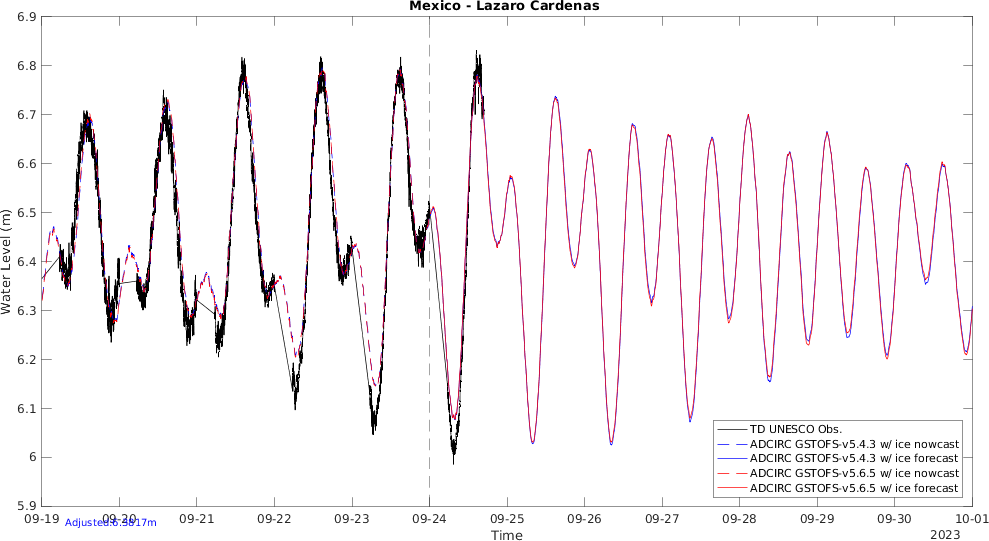 Mexico - Lazaro Cardenas
Water Level (m)
6.9
6.8
6.7
6.6
6.5
6.4
6.3
6.2
6.1
6
5.9
TD UNESCO Obs.
ADCIRC GSTOFS-v5.4.3 w/ ice nowcast
ADCIRC GSTOFS-v5.4.3 w/ ice forecast
ADCIRC GSTOFS-v5.6.5 w/ ice nowcast
ADCIRC GSTOFS-v5.6.5 w/ ice forecast
09-19 09-20 09-21 09-22 09-23 09-24 09-25 09-26 09-27 09-28 09-29 09-30 10-01
Time
2023